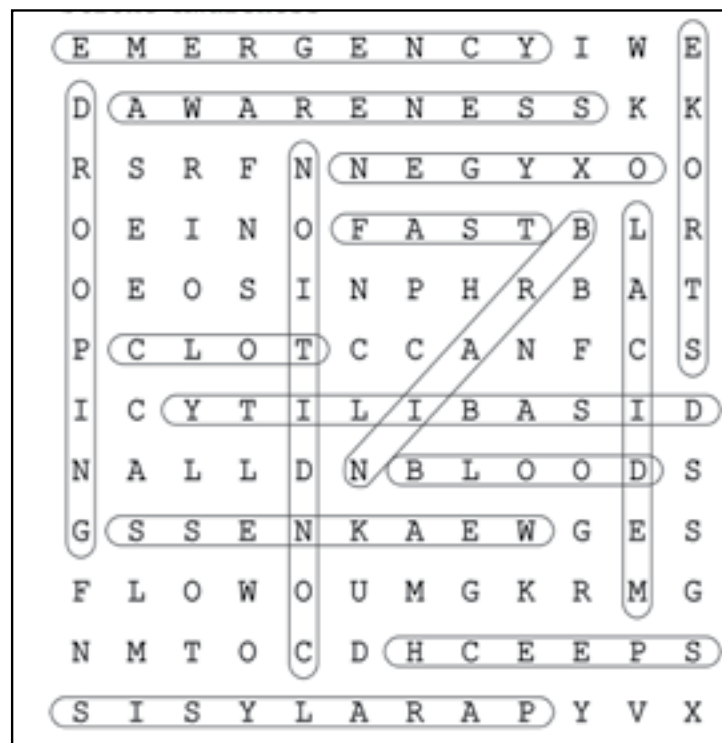 E M E R G E N C Y I W E
D A W A R E N E S S K K
R S R F N N E G Y X O O
O E I N O F A S T B L R
O E O S I N P H R B A T
P C L O T C C A N F C S
I C Y T I L I B A S I D
N A L L D N B L O O D S
G S S E N K A E W G E S
F L O W O U M G K R M G
N M T O C D H C E E P S
S I S Y L A R A P Y V X